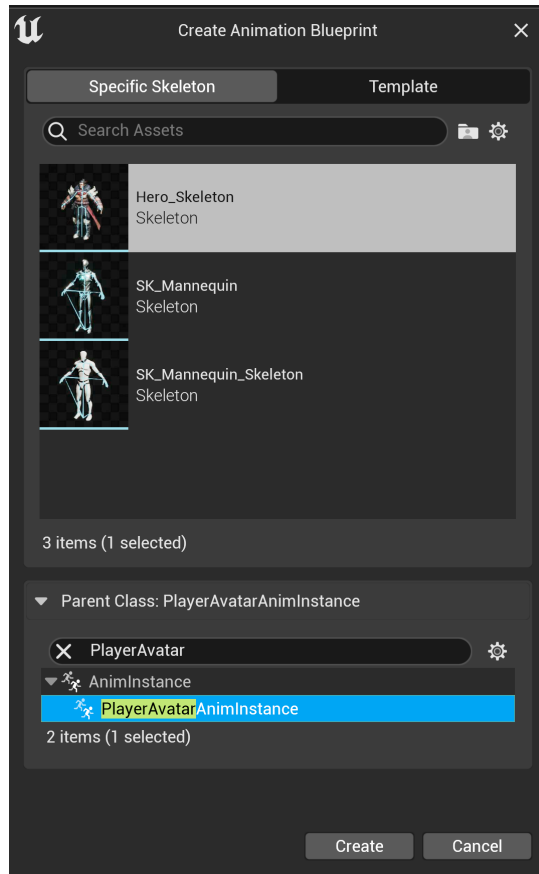 Create Animation Blueprint
Specific Skeleton
Template
Search Assets
Hero_Skeleton
Skeleton
SK_Mannequin
Skeleton
SK_Mannequin_Skeleton
Skeleton
3 items (1 selected)
Parent Class: PlayerAvatarAnimInstance
PlayerAvatar
AnimInstance
PlayerAvatarAnimInstance
2 items (1 selected)
Create
Cancel